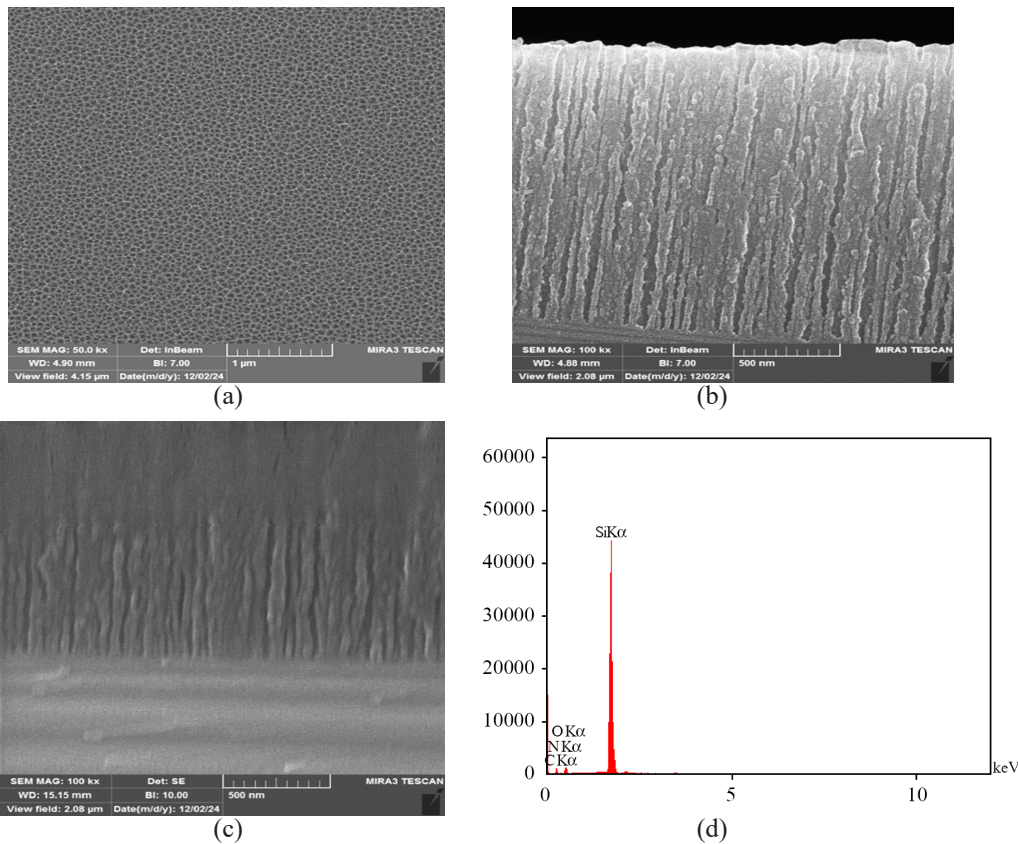 SEM MAG: 50.0 kx Det: InBeam MIRA3 TESCAN
WD: 4.90 mm BI: 7.00 1 µm
View field: 4.15 µm Date(m/d/y): 12/02/24
(a)
SEM MAG: 100 kx Det: InBeam MIRA3 TESCAN
WD: 4.88 mm BI: 7.00 500 nm
View field: 2.08 µm Date(m/d/y): 12/02/24
(b)
SEM MAG: 100 kx Det: SE MIRA3 TESCAN
WD: 15.15 mm BI: 10.00 500 nm
View field: 2.08 µm Date(m/d/y): 12/02/24
(c)
60000
50000
SiKα
40000
30000
20000
10000
OKα
NKα
CKα
0
keV
0 5 10
(d)